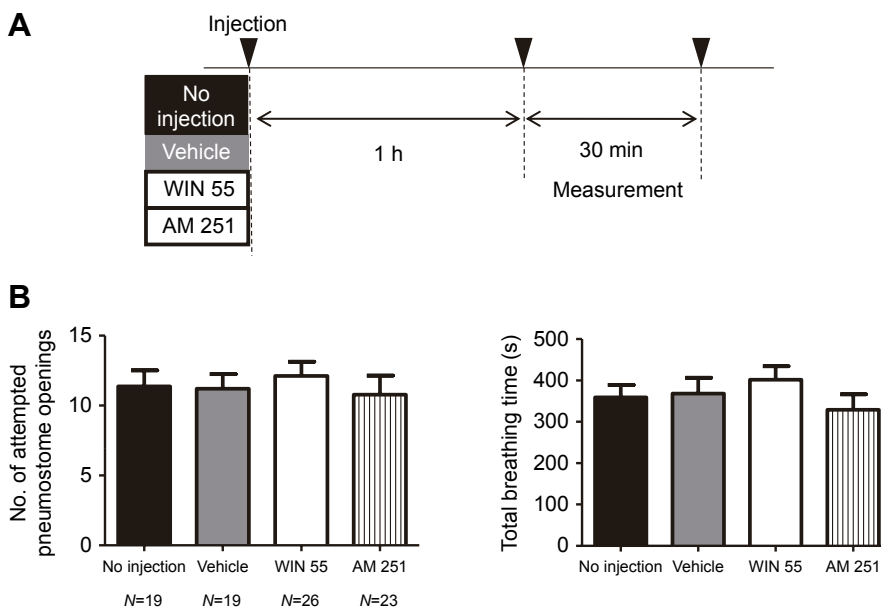 A
Injection
No
injection
Vehicle
WIN 55
AM 251
1 h
30 min
Measurement
B
No. of attempted
pneumostome openings
15
10
5
0
No injection
Vehicle
WIN 55
AM 251
N=19
N=19
N=26
N=23
Total breathing time (s)
500
400
300
200
100
0
No injection
Vehicle
WIN 55
AM 251